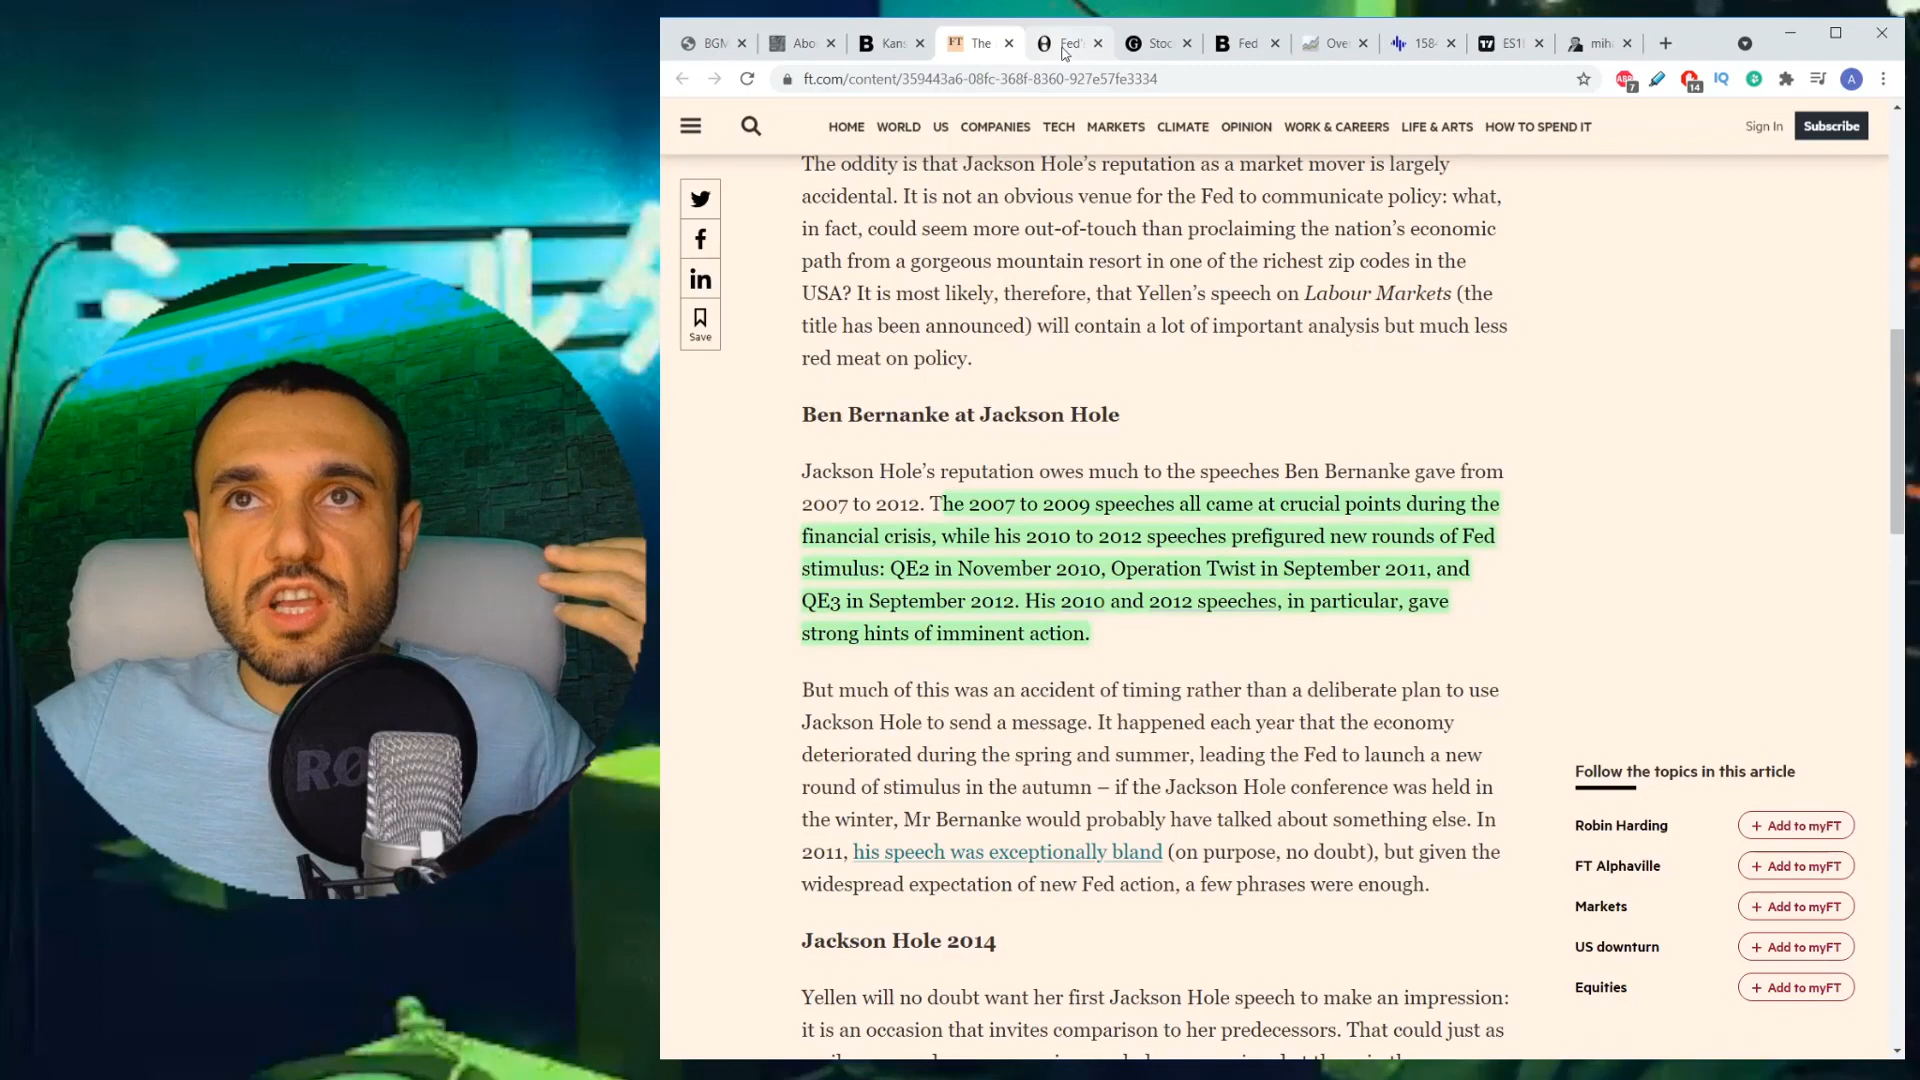 BGM
Abo
Kans
FT The
Fed'
Stoc
Fed
Ove
158
ES1
mih
ft.com/content/359443a6-08fc-368f-8360-927e57fe3334
7
14
IQ
A
HOME WORLD US COMPANIES TECH MARKETS CLIMATE OPINION WORK & CAREERS LIFE & ARTS HOW TO SPEND IT
Sign In
Subscribe
The oddity is that Jackson Hole's reputation as a market mover is largely
accidental. It is not an obvious venue for the Fed to communicate policy: what,
in fact, could seem more out-of-touch than proclaiming the nation's economic
path from a gorgeous mountain resort in one of the richest zip codes in the
USA? It is most likely, therefore, that Yellen's speech on Labour Markets (the
title has been announced) will contain a lot of important analysis but much less
red meat on policy.
Save
Ben Bernanke at Jackson Hole
Jackson Hole's reputation owes much to the speeches Ben Bernanke gave from
2007 to 2012. The 2007 to 2009 speeches all came at crucial points during the
financial crisis, while his 2010 to 2012 speeches prefigured new rounds of Fed
stimulus: QE2 in November 2010, Operation Twist in September 2011, and
QE3 in September 2012. His 2010 and 2012 speeches, in particular, gave
strong hints of imminent action.
But much of this was an accident of timing rather than a deliberate plan to use
Jackson Hole to send a message. It happened each year that the economy
deteriorated during the spring and summer, leading the Fed to launch a new
round of stimulus in the autumn – if the Jackson Hole conference was held in
the winter, Mr Bernanke would probably have talked about something else. In
2011, his speech was exceptionally bland (on purpose, no doubt), but given the
widespread expectation of new Fed action, a few phrases were enough.
Jackson Hole 2014
Yellen will no doubt want her first Jackson Hole speech to make an impression:
it is an occasion that invites comparison to her predecessors. That could just as
Follow the topics in this article
Robin Harding
+ Add to myFT
FT Alphaville
+ Add to myFT
Markets
+ Add to myFT
US downturn
+ Add to myFT
Equities
+ Add to myFT
RØ